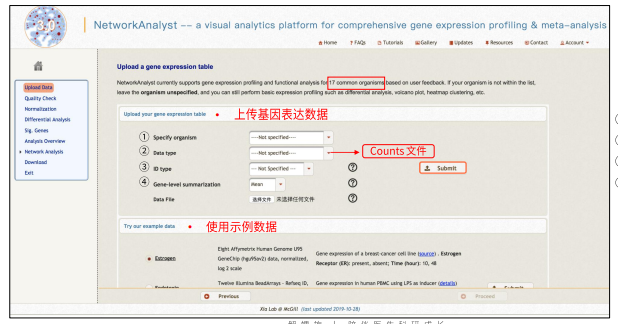 3.0
NetworkAnalyst -- a visual analytics platform for comprehensive gene expression profiling & meta-analysis
Home ? FAQs Tutorials Gallery Updates Resources Contact Account
Upload Data
Quality Check
Normalization
Differential Analysis
Sig. Genes
Analysis Overview
Network Analysis
Download
Exit
Upload a gene expression table
NetworkAnalyst currently supports gene expression profiling and functional analysis for 17 common organisms based on user feedback. If your organism is not within the list,
leave the organism unspecified, and you can still perform basic expression profiling such as differential analysis, volcano plot, heatmap clustering, etc.
Upload your gene expression table • 上传基因表达数据
① Specify organism ----Not specified----
② Data type ----Not specified---- Counts文件
③ ID type --- Not Specified --- ? Submit
④ Gene-level summarization Mean ?
Data File 选择文件 未选择任何文件 ?
Try our example data • 使用示例数据
Estrogen
Eight Affymetrix Human Genome U95
GeneChip (hgu95av2) data, normalized,
log 2 scale
Gene expression of a breast-cancer cell line (source) . Estrogen
Receptor (ER): present, absent; Time (hour): 10, 48
Twelve Illumina BeadArrays - Refseq ID,
Gene expression in human PBMC using LPS as inducer (details)
Submit
Previous Proceed
Xia Lab @ McGill (last updated 2019-10-28)